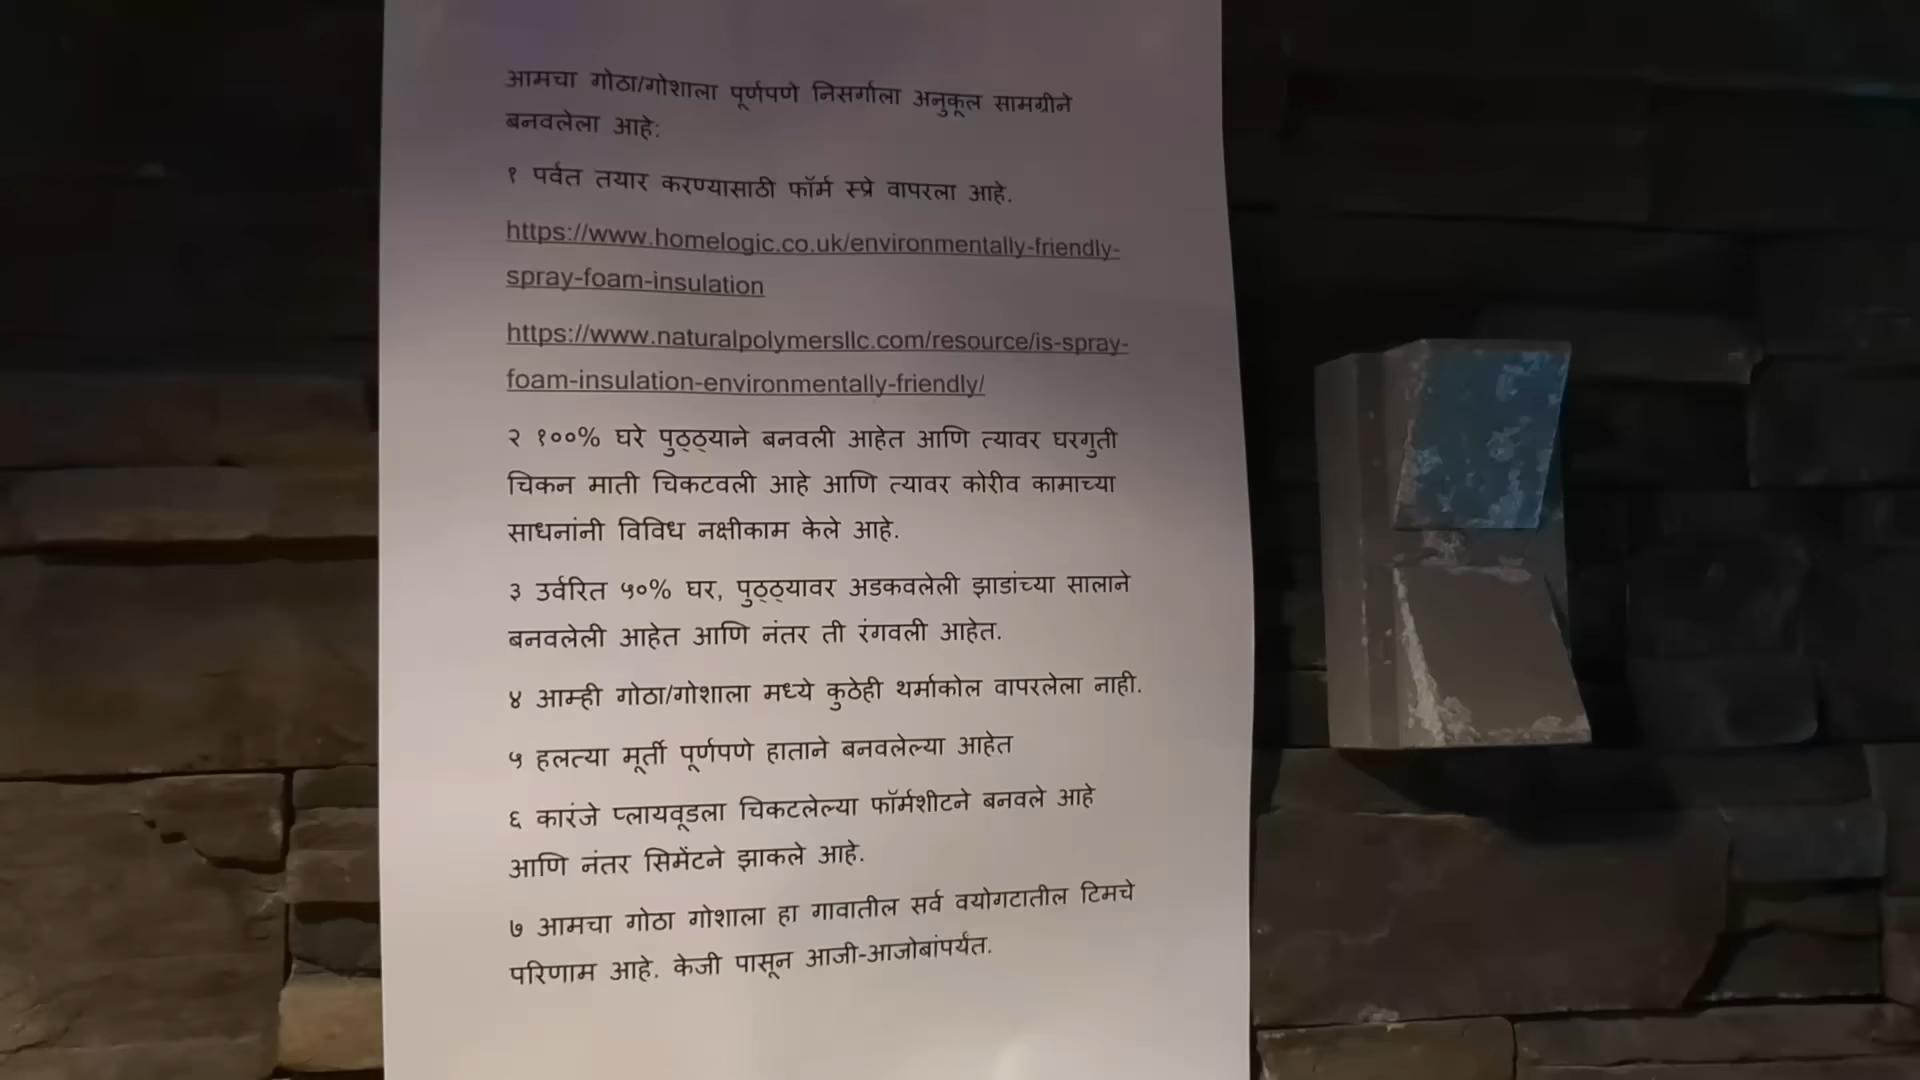 आमचा गोठा/गोशाला पूर्णपणे निसर्गाला अनुकूल सामग्रीने
बनवलेला आहे:
१ पर्वत तयार करण्यासाठी फॉर्म स्प्रे वापरला आहे.
https://www.homelogic.co.uk/environmentally-friendly-
spray-foam-insulation
https://www.naturalpolymersllc.com/resource/is-spray-
foam-insulation-environmentally-friendly/
२ १००% घरे पुठ्ठ्याने बनवली आहेत आणि त्यावर घरगुती
चिकन माती चिकटवली आहे आणि त्यावर कोरीव कामाच्या
साधनांनी विविध नक्षीकाम केले आहे.
३ उर्वरित ५०% घर, पुठ्ठ्यावर अडकवलेली झाडांच्या सालाने
बनवलेली आहेत आणि नंतर ती रंगवली आहेत.
४ आम्ही गोठा/गोशाला मध्ये कुठेही थर्माकोल वापरलेला नाही.
५ हलत्या मूर्ती पूर्णपणे हाताने बनवलेल्या आहेत
६ कारंजे प्लायवूडला चिकटलेल्या फॉर्मशीटने बनवले आहे
आणि नंतर सिमेंटने झाकले आहे.
७ आमचा गोठा गोशाला हा गावातील सर्व वयोगटातील टिमचे
परिणाम आहे. केजी पासून आजी-आजोबांपर्यंत.